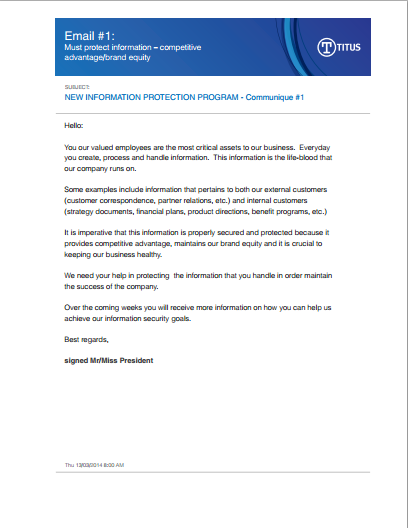 Email #1:
Must protect information – competitive
advantage/brand equity
TITUS
SUBJECT:
NEW INFORMATION PROTECTION PROGRAM - Communique #1
Hello:
You our valued employees are the most critical assets to our business. Everyday
you create, process and handle information. This information is the life-blood that
our company runs on.
Some examples include information that pertains to both our external customers
(customer correspondence, partner relations, etc.) and internal customers
(strategy documents, financial plans, product directions, benefit programs, etc.)
It is imperative that this information is properly secured and protected because it
provides competitive advantage, maintains our brand equity and it is crucial to
keeping our business healthy.
We need your help in protecting the information that you handle in order maintain
the success of the company.
Over the coming weeks you will receive more information on how you can help us
achieve our information security goals.
Best regards,
signed Mr/Miss President
Thu 13/03/2014 8:00 AM